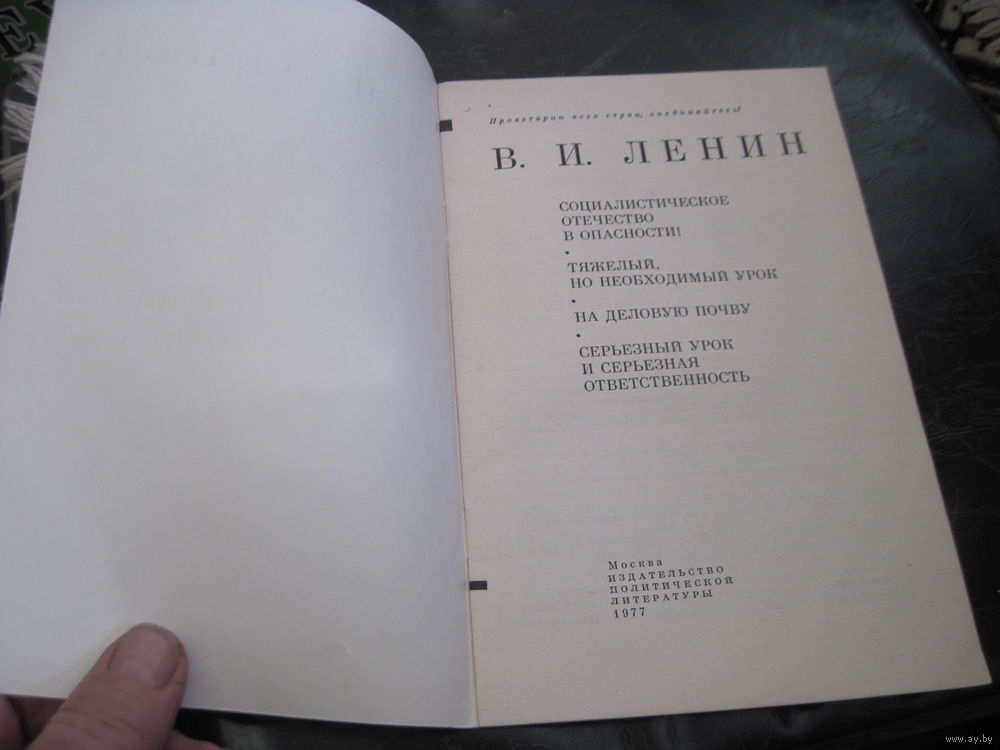 Пролетарии всех стран, соединяйтесь!
В. И. ЛЕНИН
СОЦИАЛИСТИЧЕСКОЕ
ОТЕЧЕСТВО
В ОПАСНОСТИ!
•
ТЯЖЕЛЫЙ,
НО НЕОБХОДИМЫЙ УРОК
•
НА ДЕЛОВУЮ ПОЧВУ
•
СЕРЬЕЗНЫЙ УРОК
И СЕРЬЕЗНАЯ
ОТВЕТСТВЕННОСТЬ
Москва
ИЗДАТЕЛЬСТВО
ПОЛИТИЧЕСКОЙ
ЛИТЕРАТУРЫ
1977
www.ay.by